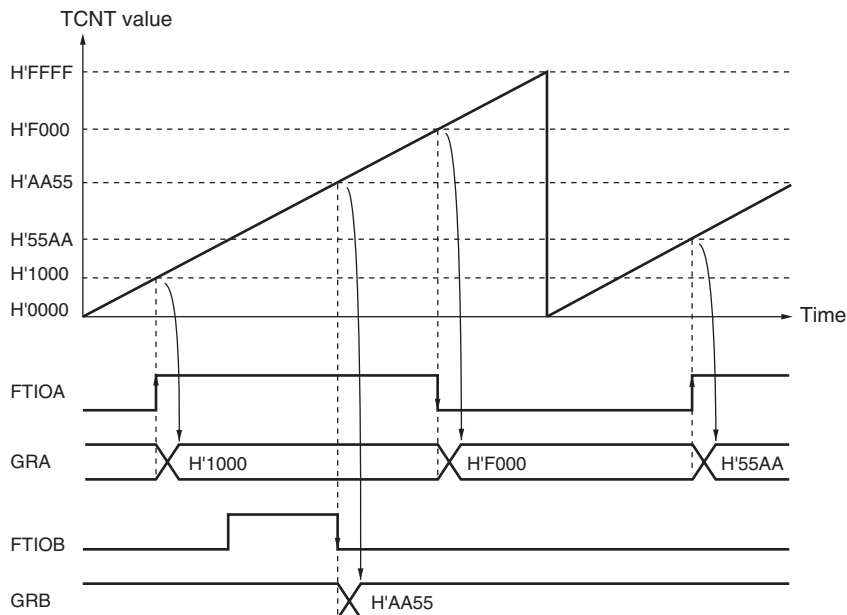 TCNT value
H'FFFF
H'F000
H'AA55
H'55AA
H'1000
H'0000
Time
FTIOA
GRA
H'1000
H'F000
H'55AA
FTIOB
GRB
H'AA55